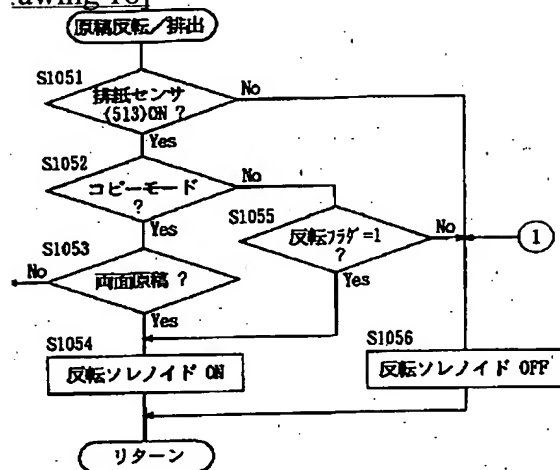 awing 16]
原稿反転／排出
S1051
排紙センサ
(513)ON ?
No
Yes
S1052
コピーモード
?
No
Yes
S1055
反転フラグ=1
?
No
Yes
1
S1053
両面原稿 ?
No
Yes
S1054
反転ソレノイド ON
S1056
反転ソレノイド OFF
リターン